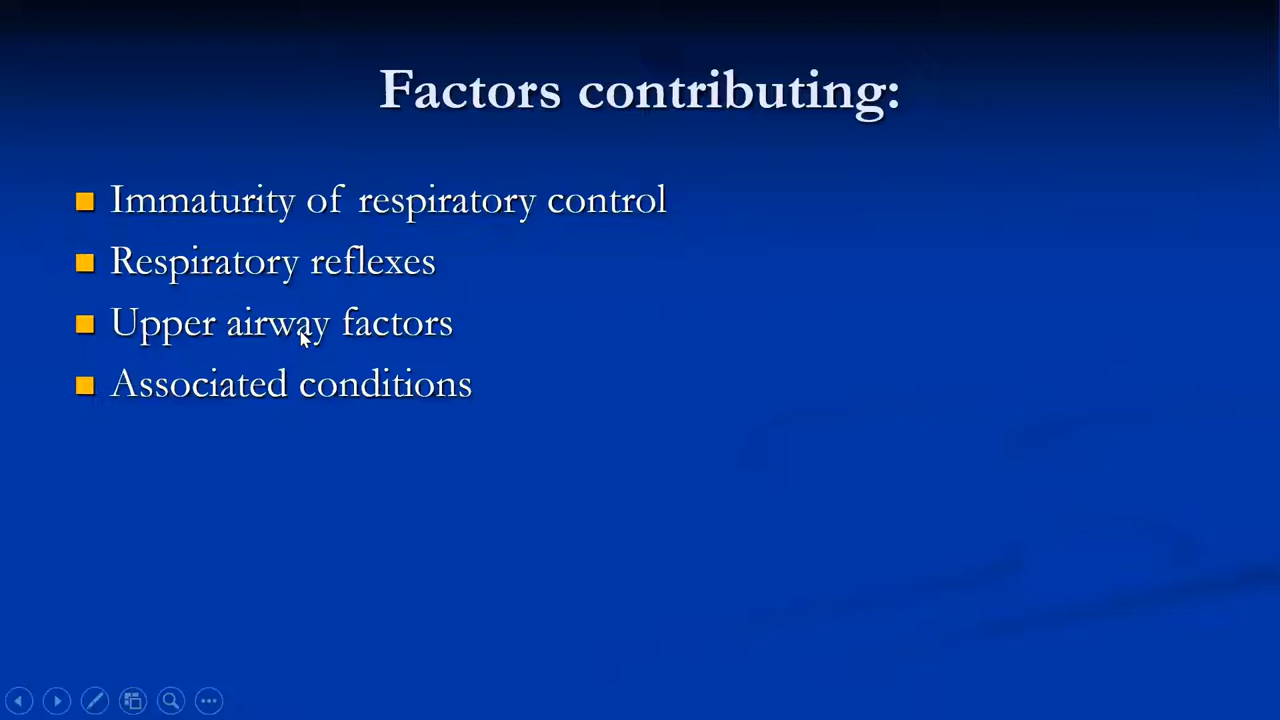 Factors contributing:
Immaturity of respiratory control
Respiratory reflexes
Upper airway factors
Associated conditions